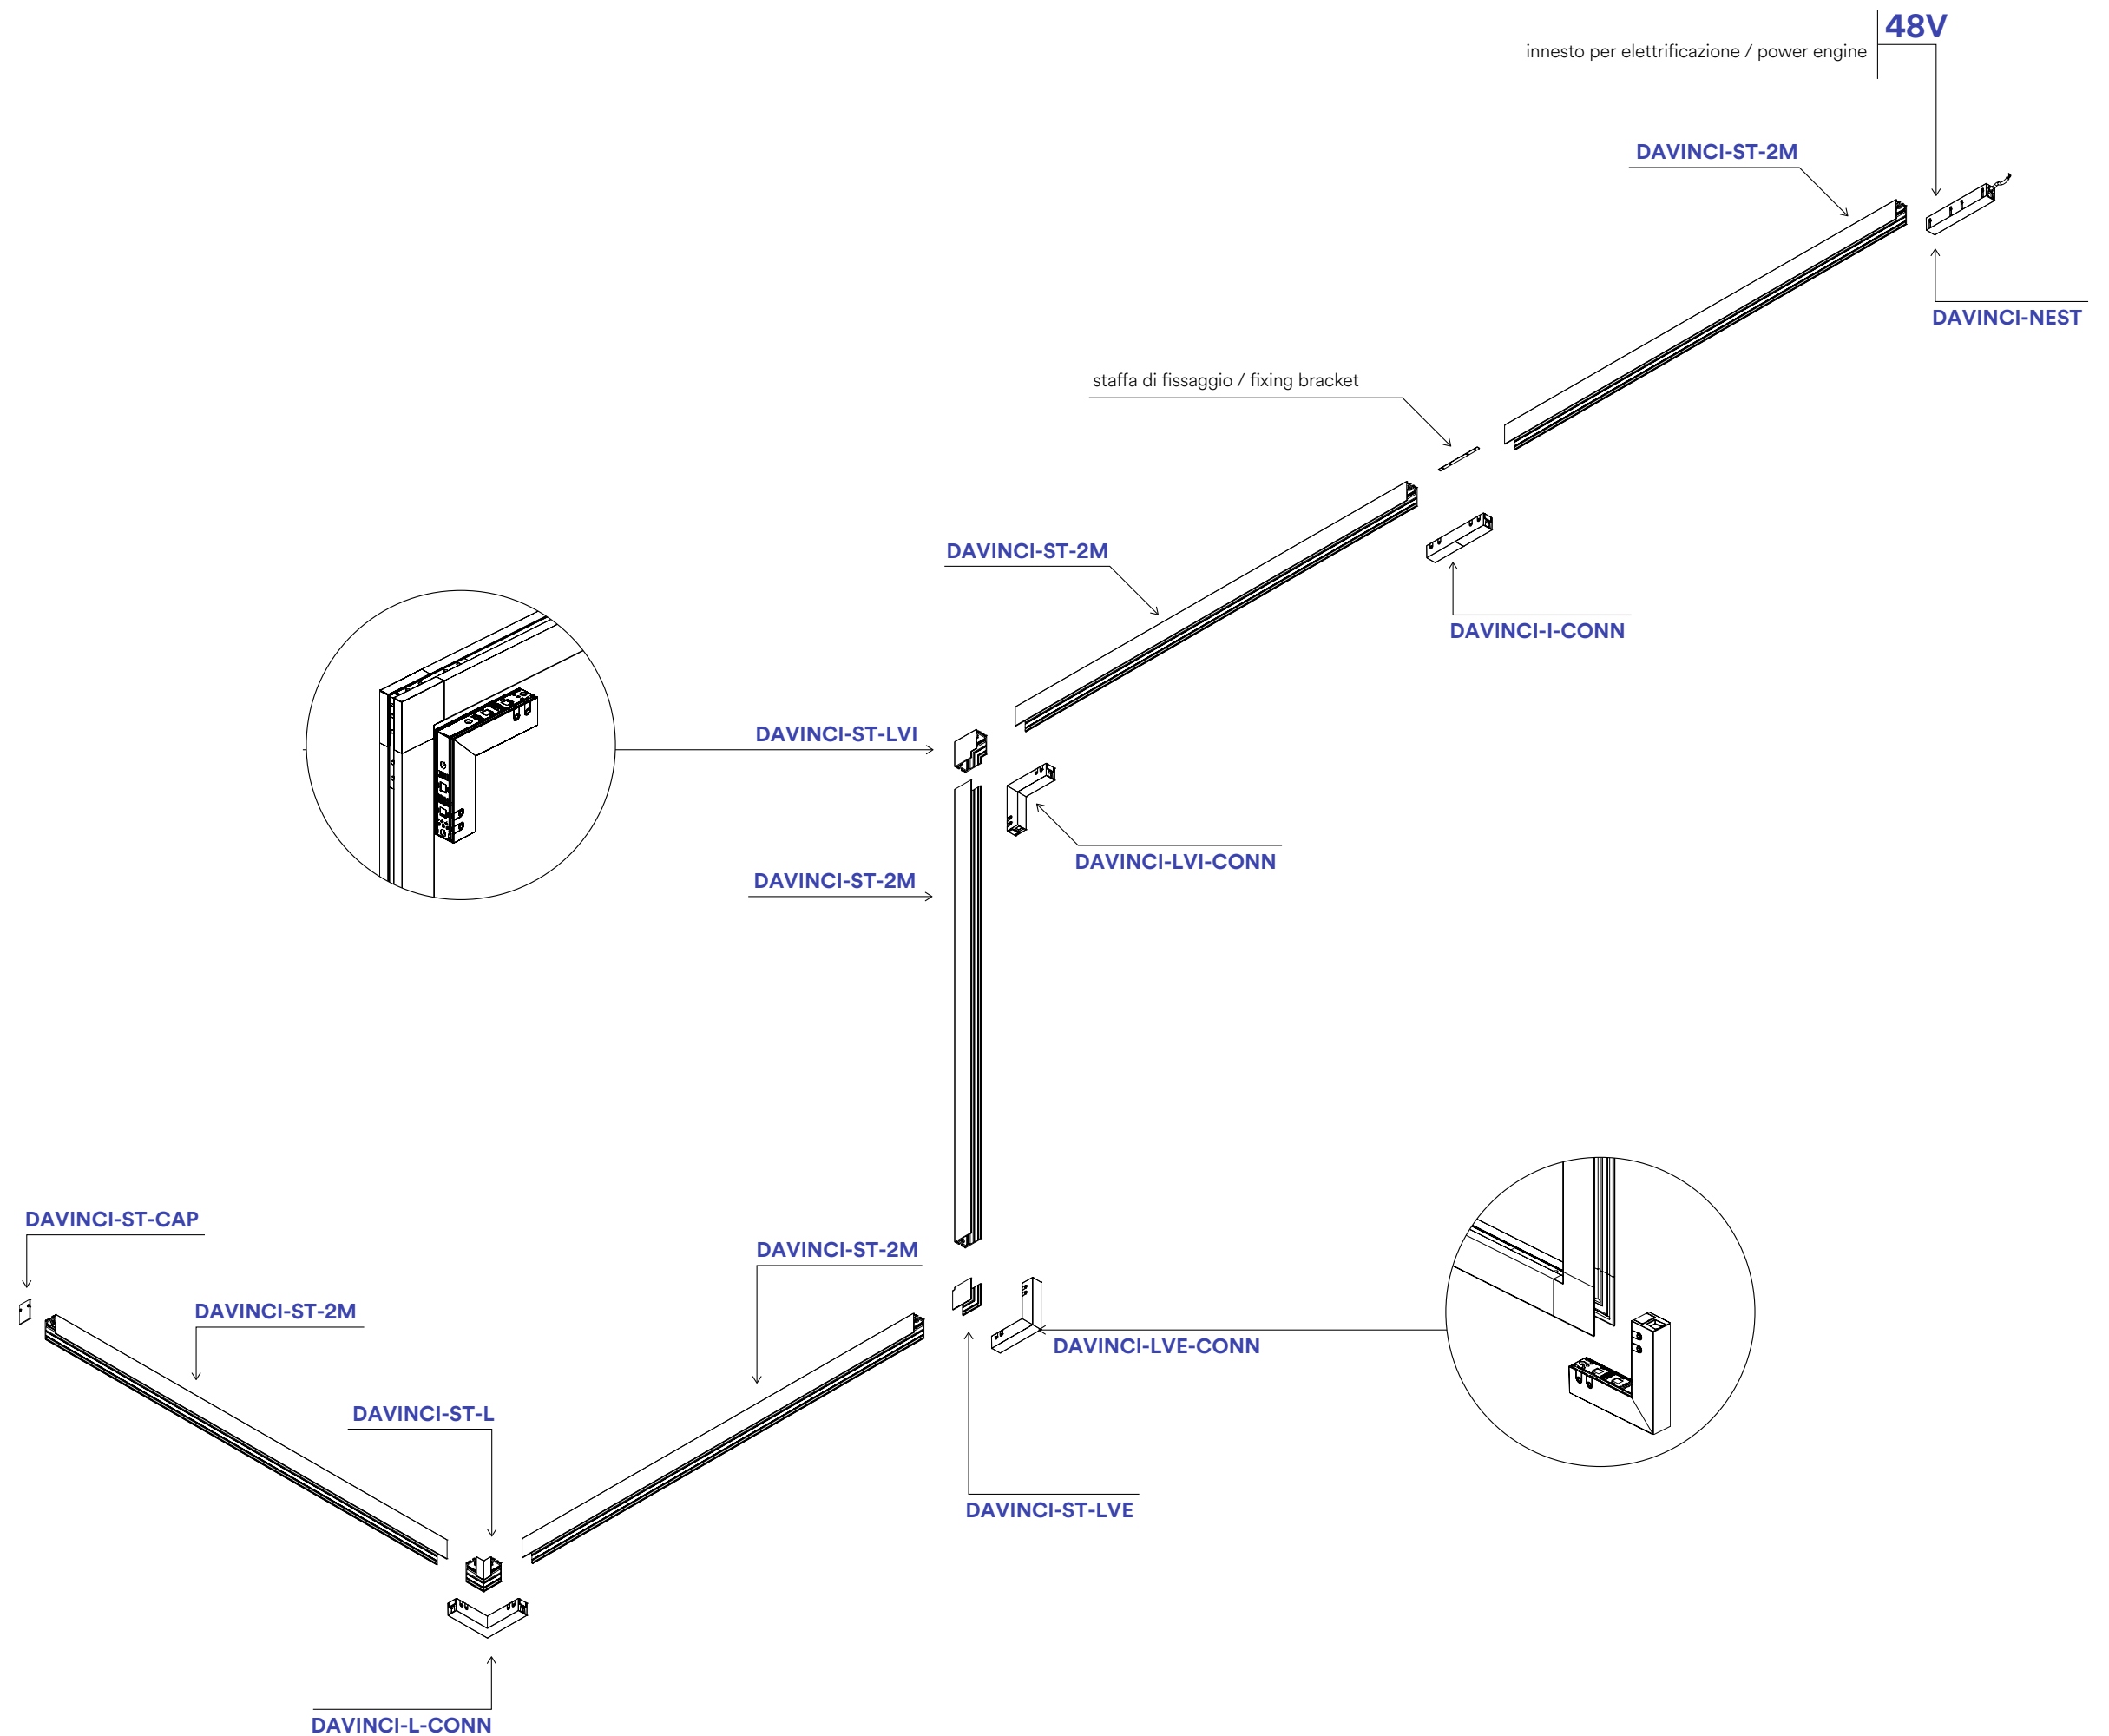 48V
innesto per elettrificazione / power engine
DAVINCI-ST-2M
DAVINCI-NEST
staffa di fissaggio / fixing bracket
DAVINCI-ST-2M
DAVINCI-I-CONN
DAVINCI-ST-LVI
DAVINCI-LVI-CONN
DAVINCI-ST-2M
DAVINCI-ST-CAP
DAVINCI-ST-2M
DAVINCI-ST-2M
DAVINCI-LVE-CONN
DAVINCI-ST-L
DAVINCI-ST-LVE
DAVINCI-L-CONN